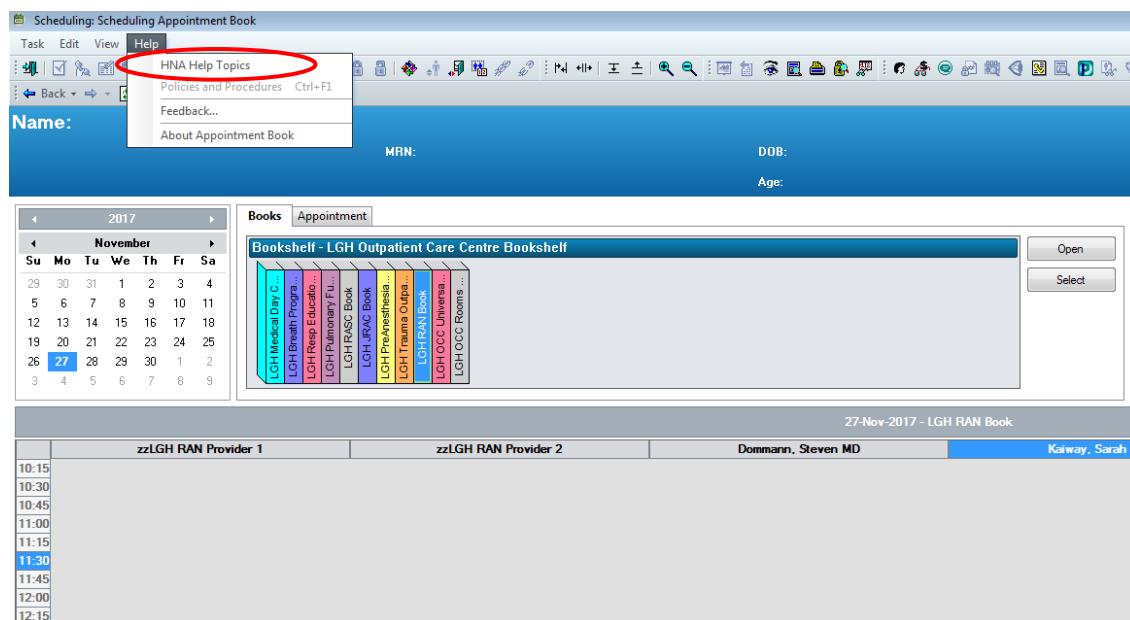 Scheduling: Scheduling Appointment Book
Task Edit View Help
HNA Help Topics
Back
Policies and Procedures Ctrl+F1
Feedback...
About Appointment Book
Name:
MRN:
DOB:
Age:
2017
November
Su Mo Tu We Th Fr Sa
29 30 31 1 2 3 4
5 6 7 8 9 10 11
12 13 14 15 16 17 18
19 20 21 22 23 24 25
26 27 28 29 30 1 2
3 4 5 6 7 8 9
Books Appointment
Bookshelf - LGH Outpatient Care Centre Bookshelf
Open
Select
LGH Medical Day C...
LGH Breath Progra...
LGH Resp Educatio...
LGH Pulmonary Fu...
LGH RASC Book
LGH JRAC Book
LGH PreAnesthesia...
LGH Trauma Outpa...
LGH RAN Book
LGH OCC Universa...
LGH OCC Rooms ...
27-Nov-2017 - LGH RAN Book
zzLGH RAN Provider 1 zzLGH RAN Provider 2 Dommann, Steven MD Kaiway, Sarah
10:15
10:30
10:45
11:00
11:15
11:30
11:45
12:00
12:15